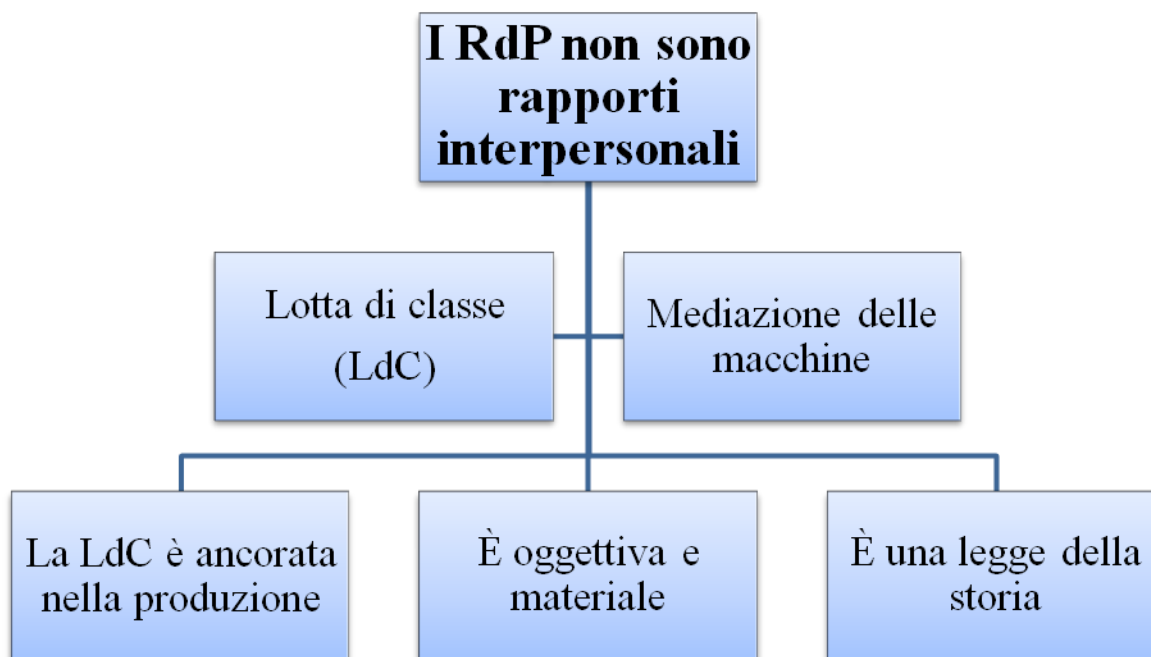 I RdP non sono
rapporti
interpersonali
Lotta di classe
(LdC)
Mediazione delle
macchine
La LdC è ancorata
nella produzione
È oggettiva e
materiale
È una legge della
storia